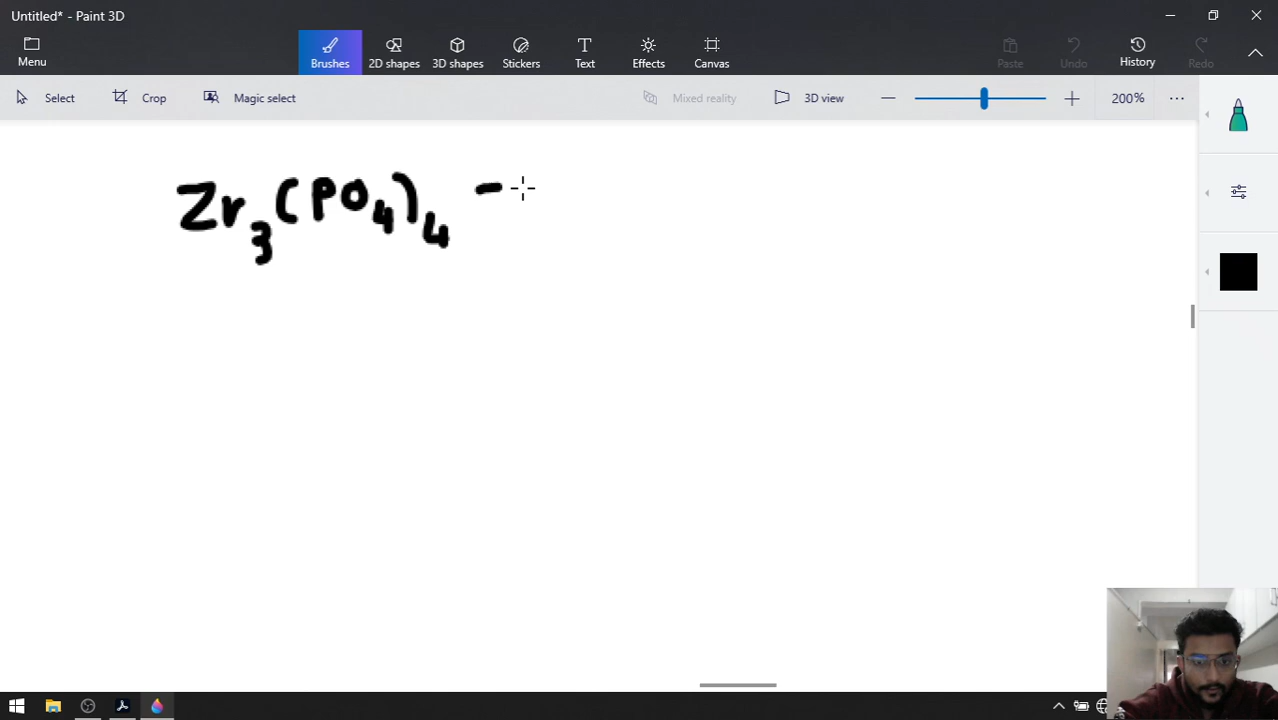 Untitled* - Paint 3D
Menu
Brushes
2D shapes
3D shapes
Stickers
Text
Effects
Canvas
Paste
Undo
History
Redo
Select
Crop
Magic select
Mixed reality
3D view
200%
Zr3(PO4)4 -